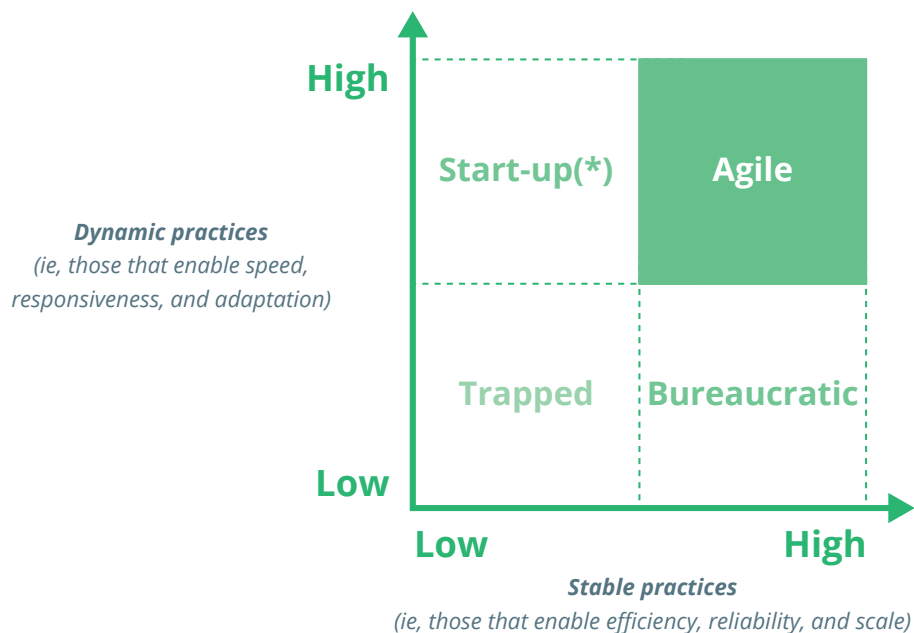 High
Start-up(*)
Agile
Dynamic practices
(ie, those that enable speed,
responsiveness, and adaptation)
Trapped
Bureaucratic
Low
Low
High
Stable practices
(ie, those that enable efficiency, reliability, and scale)